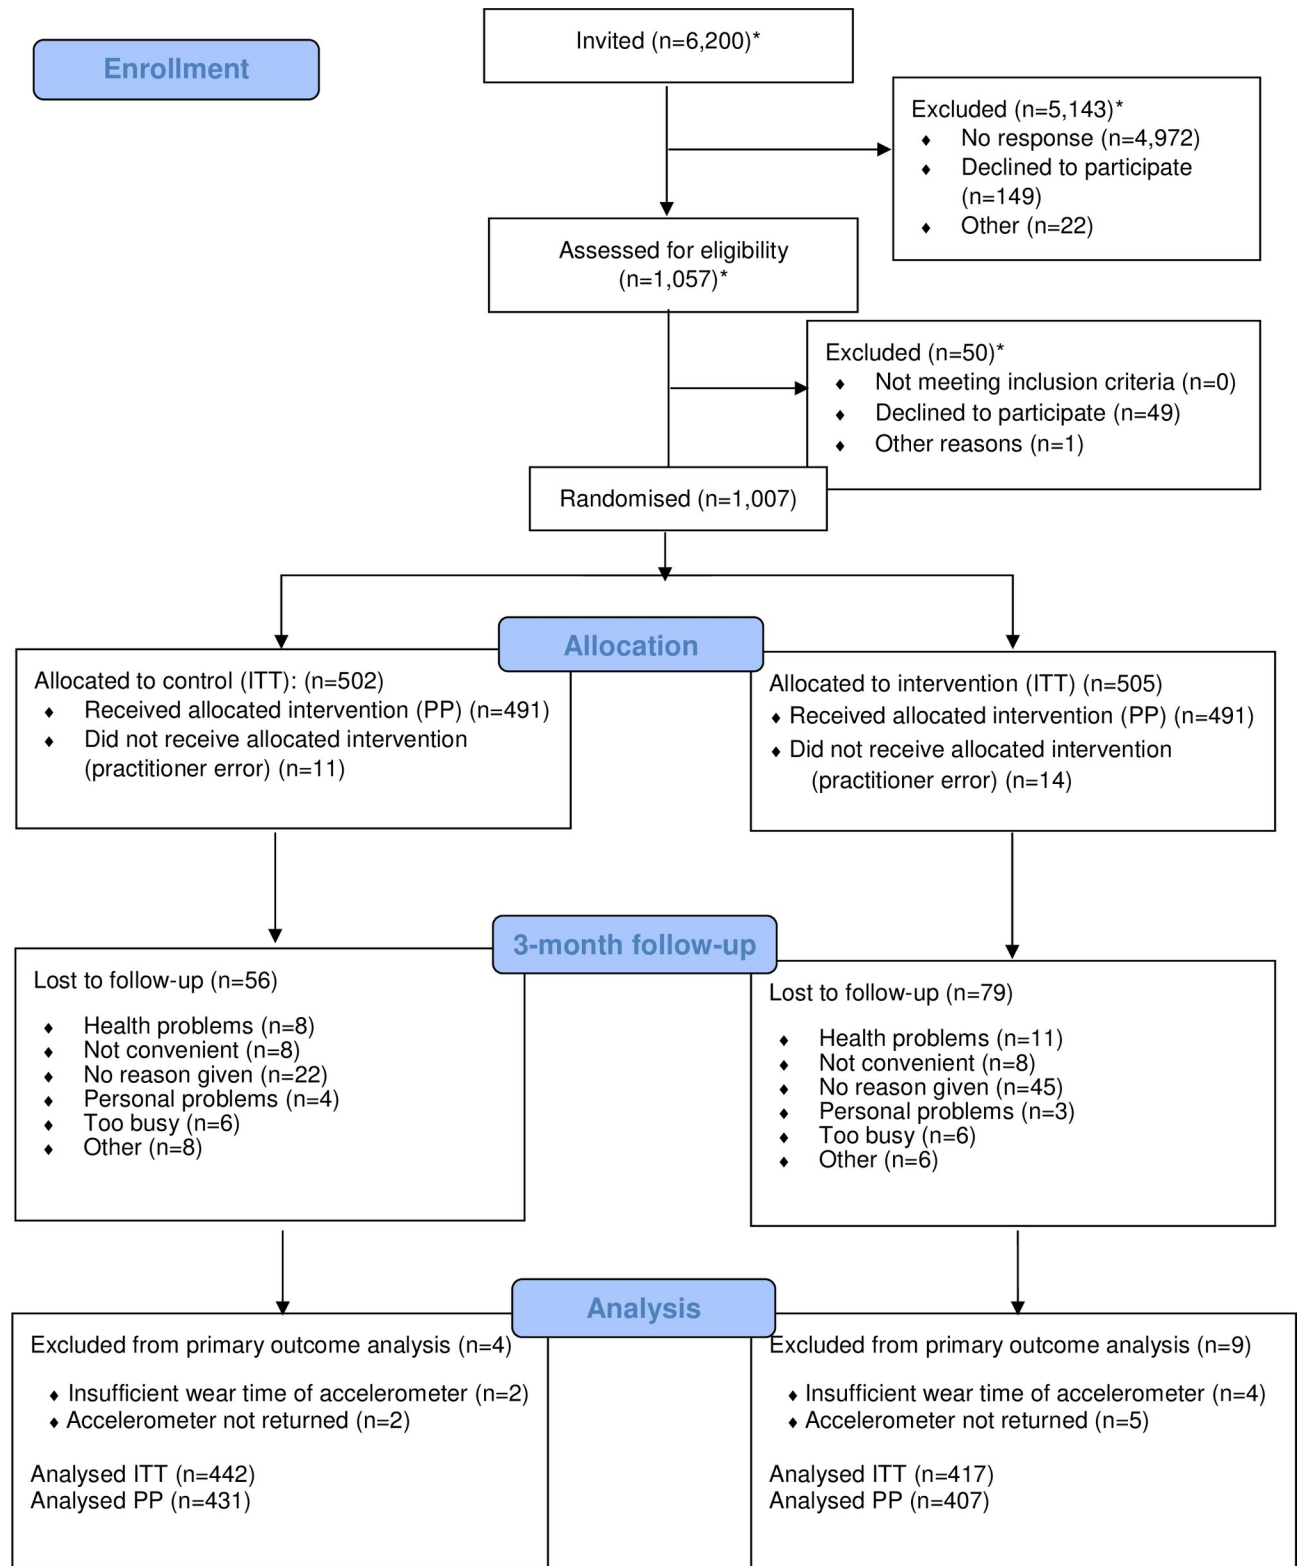 Enrollment
Invited (n=6,200)*
Excluded (n=5,143)*
♦ No response (n=4,972)
♦ Declined to participate
(n=149)
♦ Other (n=22)
Assessed for eligibility
(n=1,057)*
Excluded (n=50)*
♦ Not meeting inclusion criteria (n=0)
♦ Declined to participate (n=49)
♦ Other reasons (n=1)
Randomised (n=1,007)
Allocation
Allocated to control (ITT): (n=502)
♦ Received allocated intervention (PP) (n=491)
♦ Did not receive allocated intervention
(practitioner error) (n=11)
Allocated to intervention (ITT) (n=505)
♦ Received allocated intervention (PP) (n=491)
♦ Did not receive allocated intervention
(practitioner error) (n=14)
3-month follow-up
Lost to follow-up (n=56)
♦ Health problems (n=8)
♦ Not convenient (n=8)
♦ No reason given (n=22)
♦ Personal problems (n=4)
♦ Too busy (n=6)
♦ Other (n=8)
Lost to follow-up (n=79)
♦ Health problems (n=11)
♦ Not convenient (n=8)
♦ No reason given (n=45)
♦ Personal problems (n=3)
♦ Too busy (n=6)
♦ Other (n=6)
Analysis
Excluded from primary outcome analysis (n=4)
♦ Insufficient wear time of accelerometer (n=2)
♦ Accelerometer not returned (n=2)
Analysed ITT (n=442)
Analysed PP (n=431)
Excluded from primary outcome analysis (n=9)
♦ Insufficient wear time of accelerometer (n=4)
♦ Accelerometer not returned (n=5)
Analysed ITT (n=417)
Analysed PP (n=407)